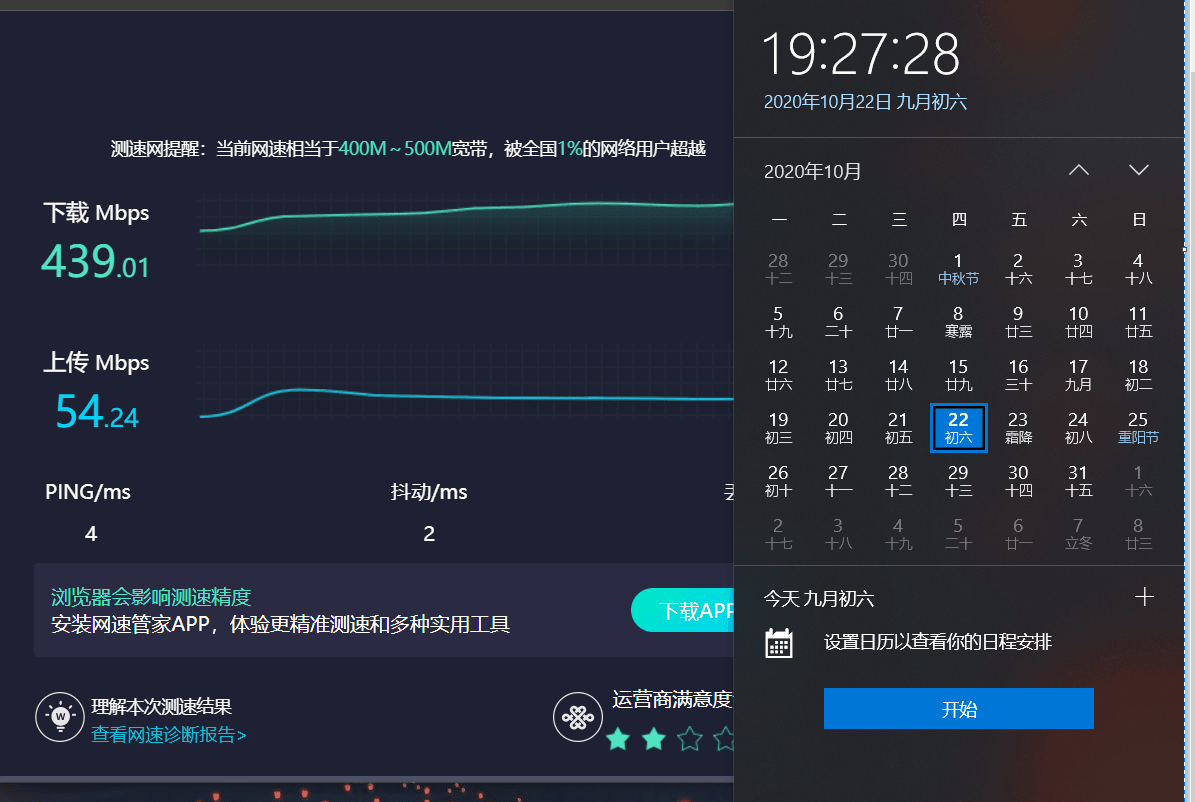 测速网提醒：当前网速相当于400M～500M宽带，被全国1%的网络用户超越
下载 Mbps
439.01
上传 Mbps
54.24
PING/ms
抖动/ms
4
2
浏览器会影响测速精度
安装网速管家APP，体验更精准测速和多种实用工具
下载APP
W
理解本次测速结果
查看网速诊断报告>
运营商满意度
19:27:28
2020年10月22日 九月初六
2020年10月
一 二 三 四 五 六 日
28 29 30 1 2 3 4
十二 十三 十四 中秋节 十六 十七 十八
5 6 7 8 9 10 11
十九 二十 廿一 寒露 廿三 廿四 廿五
12 13 14 15 16 17 18
廿六 廿七 廿八 廿九 三十 九月 初二
19 20 21 22 23 24 25
初三 初四 初五 初六 霜降 初八 重阳节
26 27 28 29 30 31 1
初十 十一 十二 十三 十四 十五 十六
2 3 4 5 6 7 8
十七 十八 十九 二十 廿一 立冬 廿三
今天 九月初六
设置日历以查看你的日程安排
开始